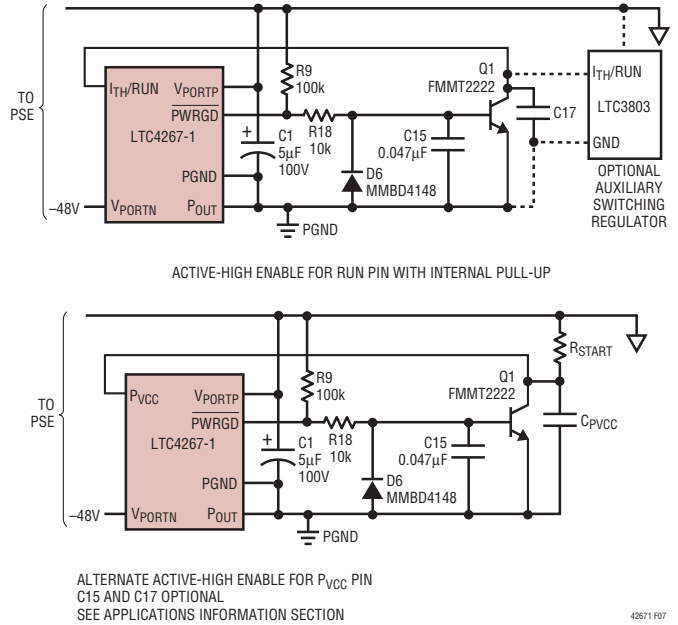 TO
PSE
–48V
I_TH/RUN
V_PORTP
PWRGD
LTC4267-1
PGND
V_PORTN
P_OUT
R9
100k
R18
10k
+
C1
5µF
100V
D6
MMBD4148
C15
0.047µF
Q1
FMMT2222
C17
PGND
I_TH/RUN
LTC3803
GND
OPTIONAL
AUXILIARY
SWITCHING
REGULATOR
ACTIVE-HIGH ENABLE FOR RUN PIN WITH INTERNAL PULL-UP
TO
PSE
–48V
P_VCC
V_PORTP
PWRGD
LTC4267-1
PGND
V_PORTN
P_OUT
R9
100k
R18
10k
+
C1
5µF
100V
D6
MMBD4148
C15
0.047µF
Q1
FMMT2222
R_START
C_PVCC
PGND
ALTERNATE ACTIVE-HIGH ENABLE FOR P_VCC PIN
C15 AND C17 OPTIONAL
SEE APPLICATIONS INFORMATION SECTION
42671 F07